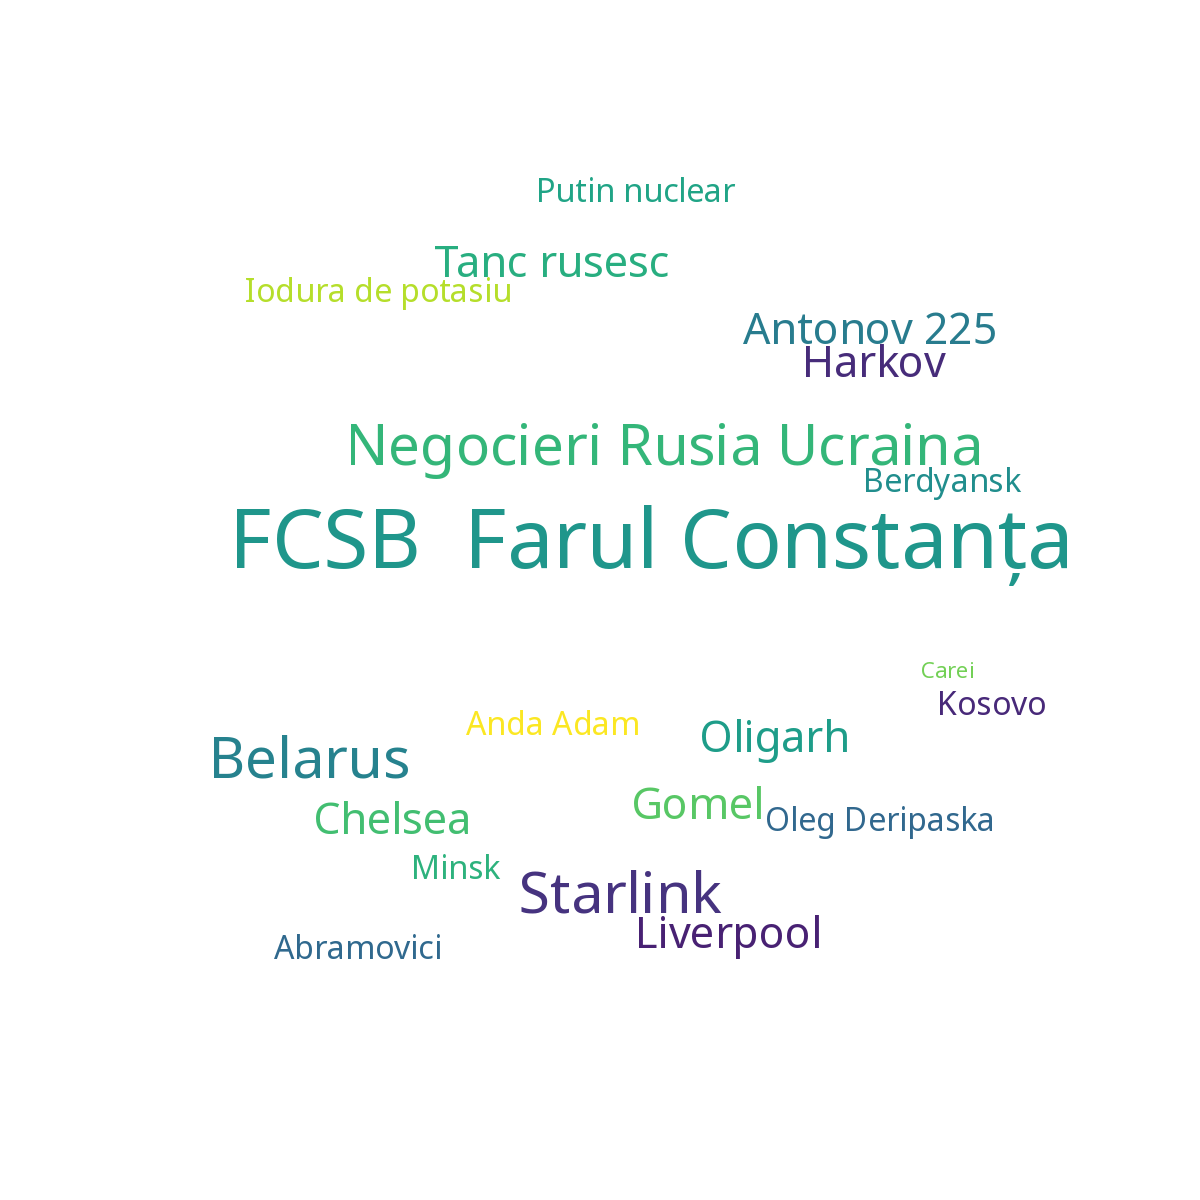 Putin nuclear
Tanc rusesc
Iodura de potasiu
Antonov 225
Harkov
Negocieri Rusia Ucraina
Berdyansk
FCSB  Farul Constanța
Carei
Kosovo
Anda Adam
Oligarh
Belarus
Gomel
Chelsea
Oleg Deripaska
Minsk
Starlink
Liverpool
Abramovici